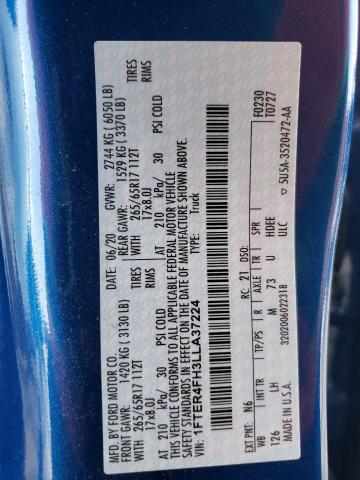 MFD. BY FORD MOTOR CO.
06/20 GVWR: 2744 KG ( 6050 LB)
FRONT GAWR: 1420 KG ( 3130 LB) REAR GAWR: 1529 KG ( 3370 LB)
WITH 265/65R17 112T TIRES WITH 265/65R17 112T TIRES
17x8.0J RIMS 17x8.0J RIMS
AT 210 kPa/ 30 PSI COLD AT 210 kPa/ 30 PSI COLD
THIS VEHICLE CONFORMS TO ALL APPLICABLE FEDERAL MOTOR VEHICLE
SAFETY STANDARDS IN EFFECT ON THE DATE OF MANUFACTURE SHOWN ABOVE.
VIN: 1FTER4FH3LLA37224
TYPE: Truck
F0230
T0727
EXT PNT: N6 RC: 21 DSO:
WB INT TR TP/PS R AXLE TR SPR
126 LH M 73 U HDEE
MADE IN U.S.A. ULC
3202006022318
▽ 5U5A-3520472-AA